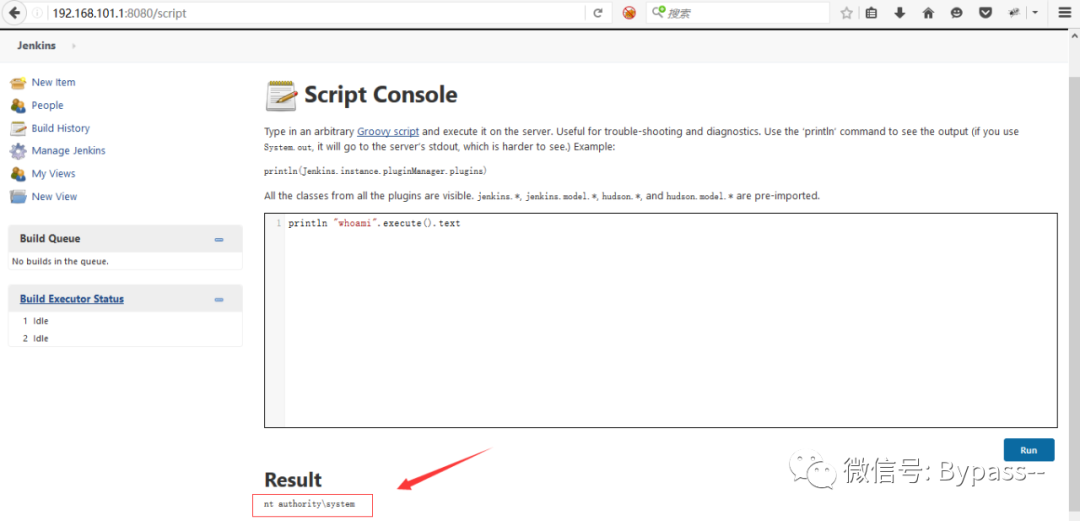 192.168.101.1:8080/script
搜索
Jenkins
New Item
People
Build History
Manage Jenkins
My Views
New View
Build Queue
No builds in the queue.
Build Executor Status
1 Idle
2 Idle
Script Console
Type in an arbitrary Groovy script and execute it on the server. Useful for trouble-shooting and diagnostics. Use the 'println' command to see the output (if you use
System.out, it will go to the server's stdout, which is harder to see.) Example:
println(Jenkins.instance.pluginManager.plugins)
All the classes from all the plugins are visible. jenkins.*, jenkins.model.*, hudson.*, and hudson.model.* are pre-imported.
1 println "whoami".execute().text
Run
Result
nt authority\system
微信号: Bypass--